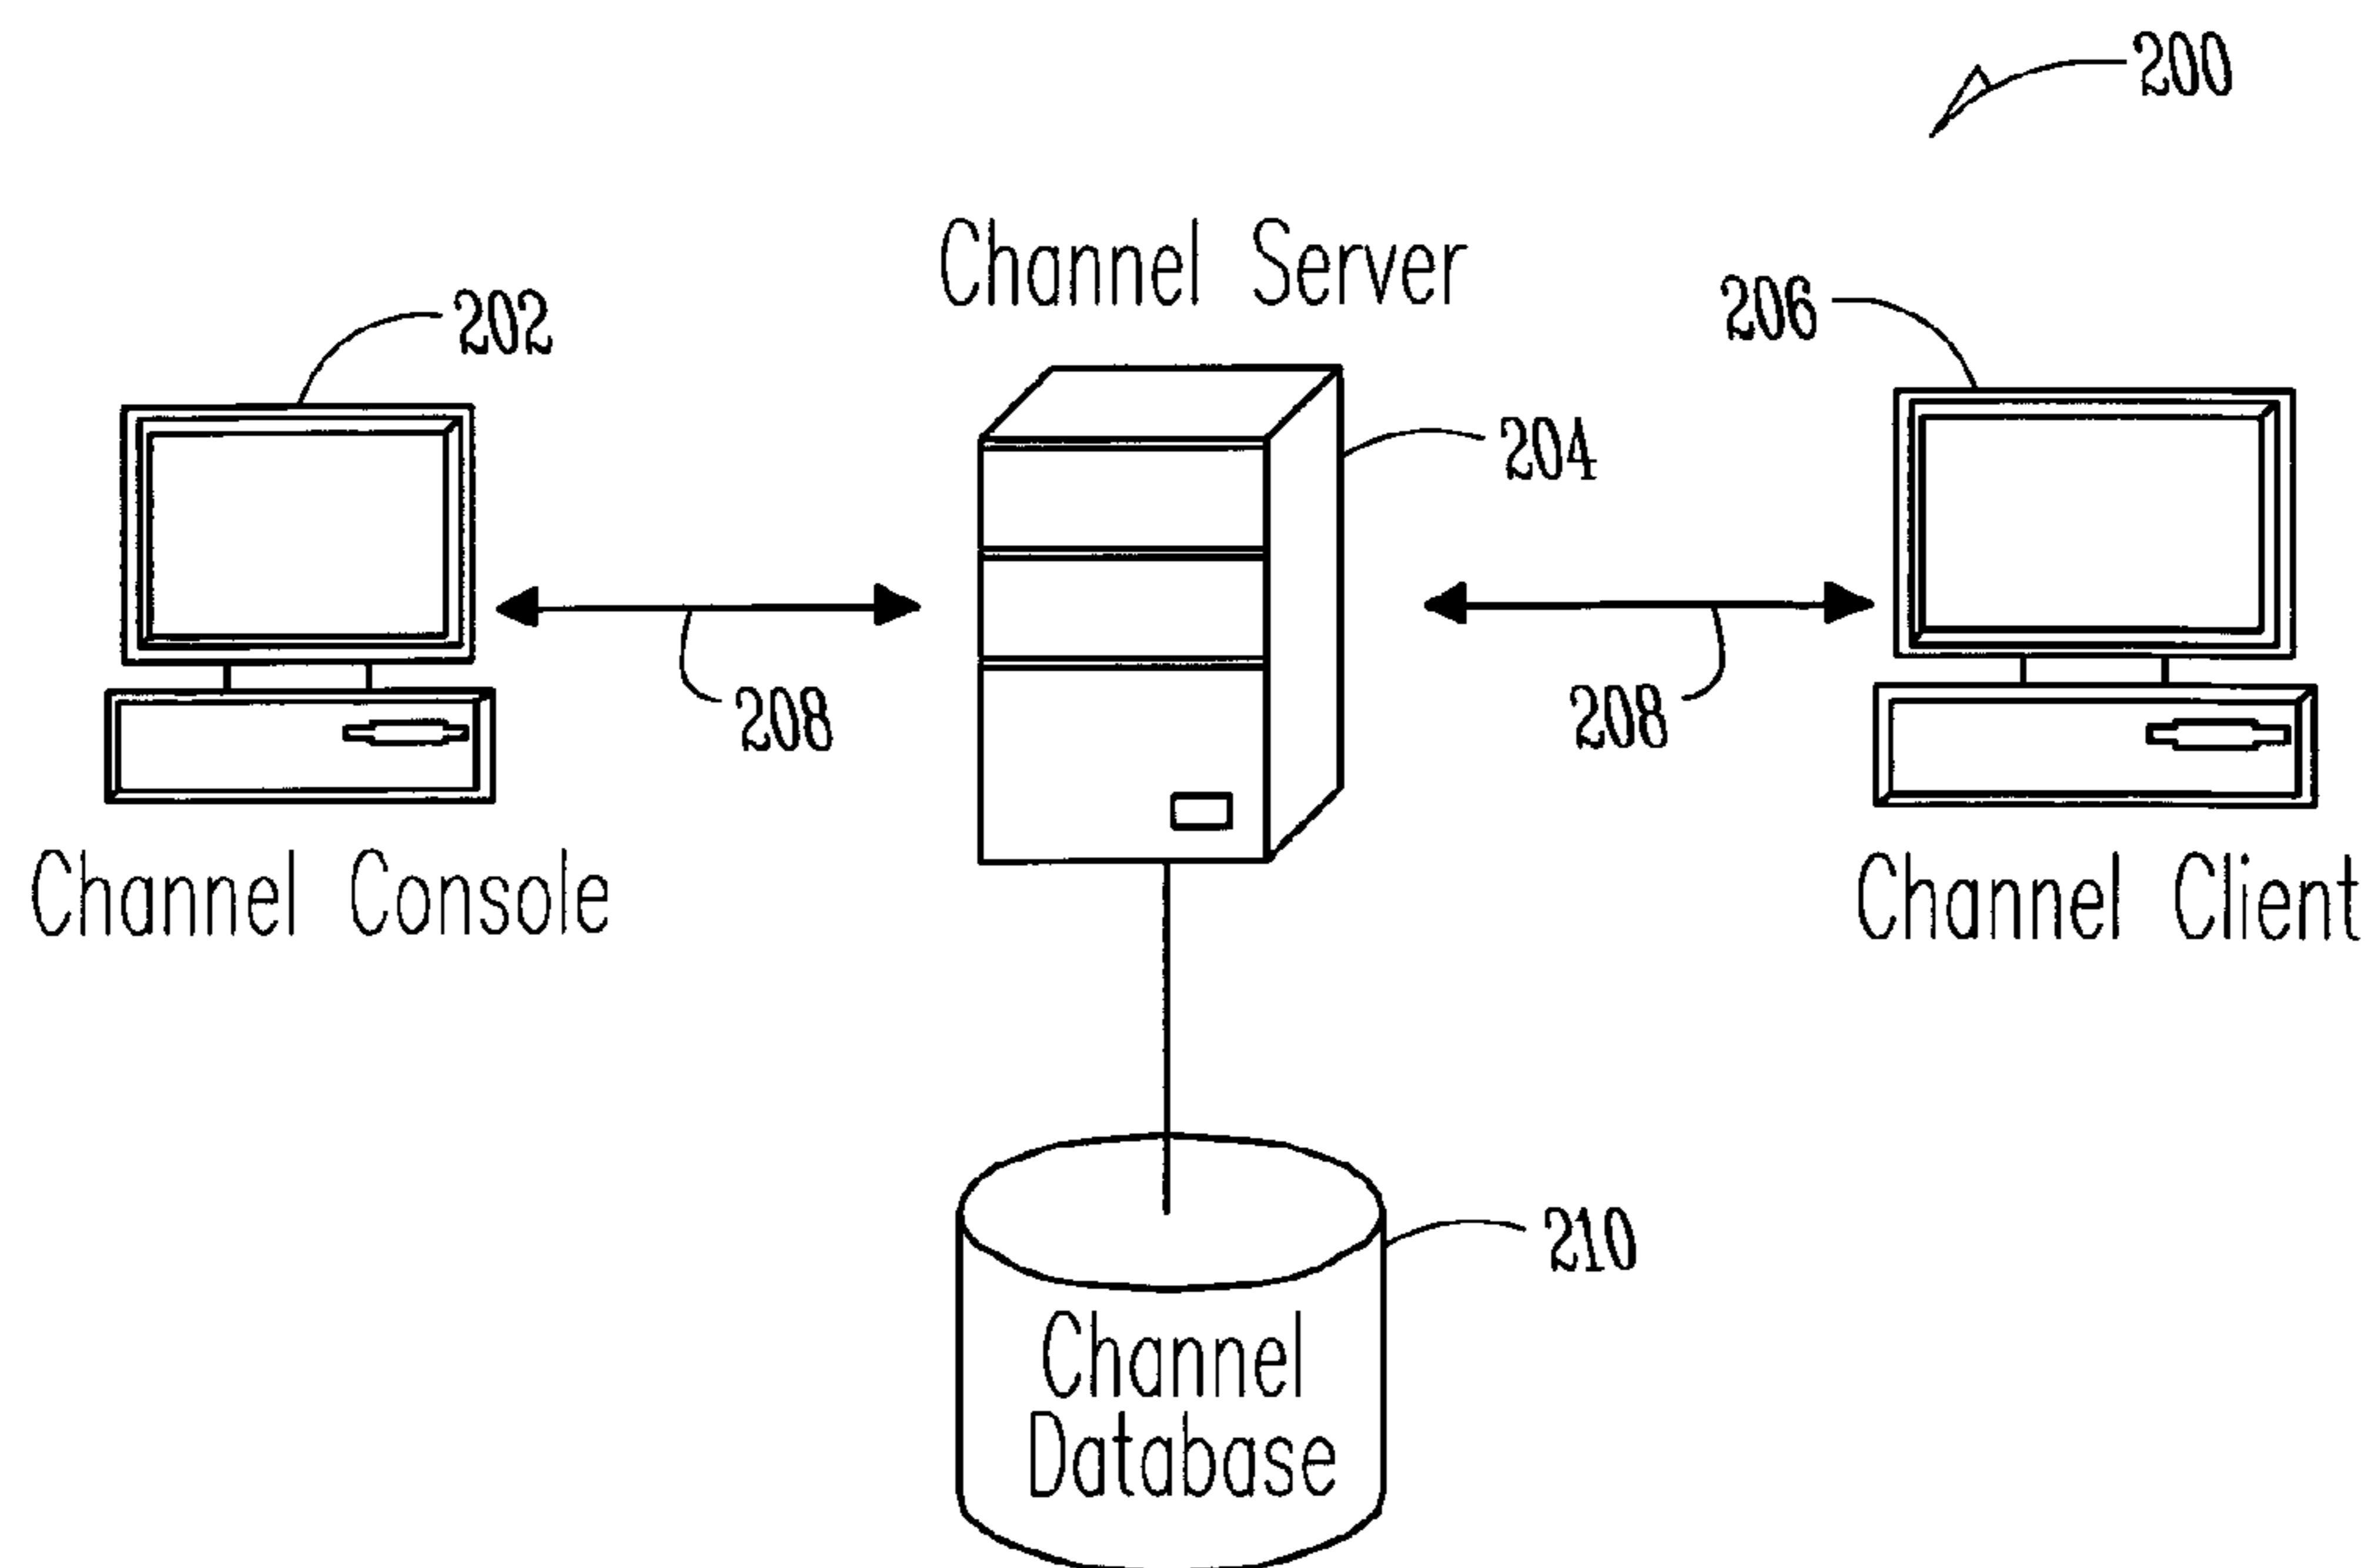 200
Channel Server
202
206
204
208
208
Channel Console
Channel Client
210
Channel
Database